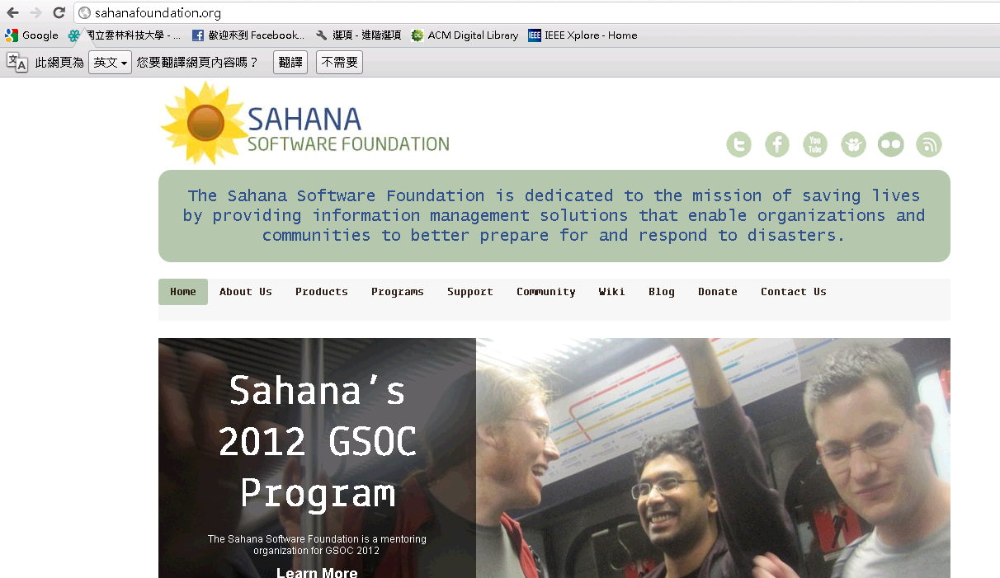 sahanafoundation.org
Google 國立雲林科技大學 - ... 歡迎來到 Facebook... 選項 - 進階選項 ACM Digital Library IEEE Xplore - Home
此網頁為 英文 您要翻譯網頁內容嗎？ 翻譯 不需要
SAHANA
SOFTWARE FOUNDATION
You Tube
The Sahana Software Foundation is dedicated to the mission of saving lives
by providing information management solutions that enable organizations and
communities to better prepare for and respond to disasters.
Home About Us Products Programs Support Community Wiki Blog Donate Contact Us
Sahana's
2012 GSOC
Program
The Sahana Software Foundation is a mentoring
organization for GSOC 2012
Learn More